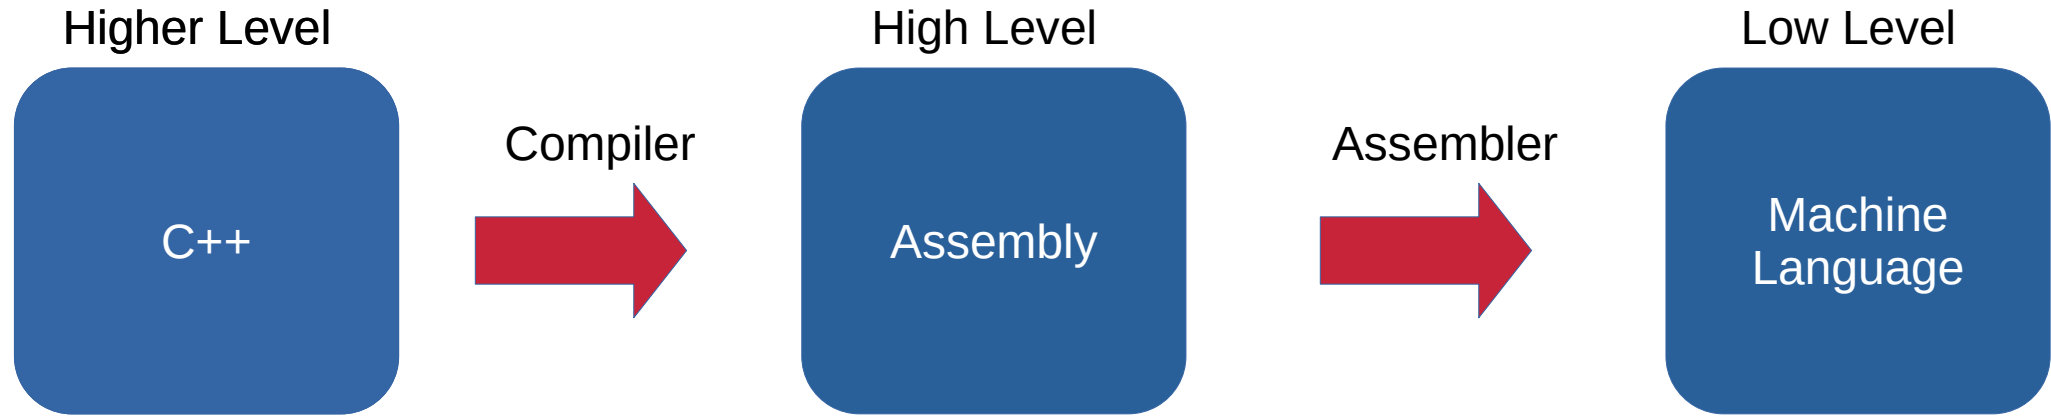 Higher Level
High Level
Low Level
C++
Compiler
Assembly
Assembler
Machine
Language